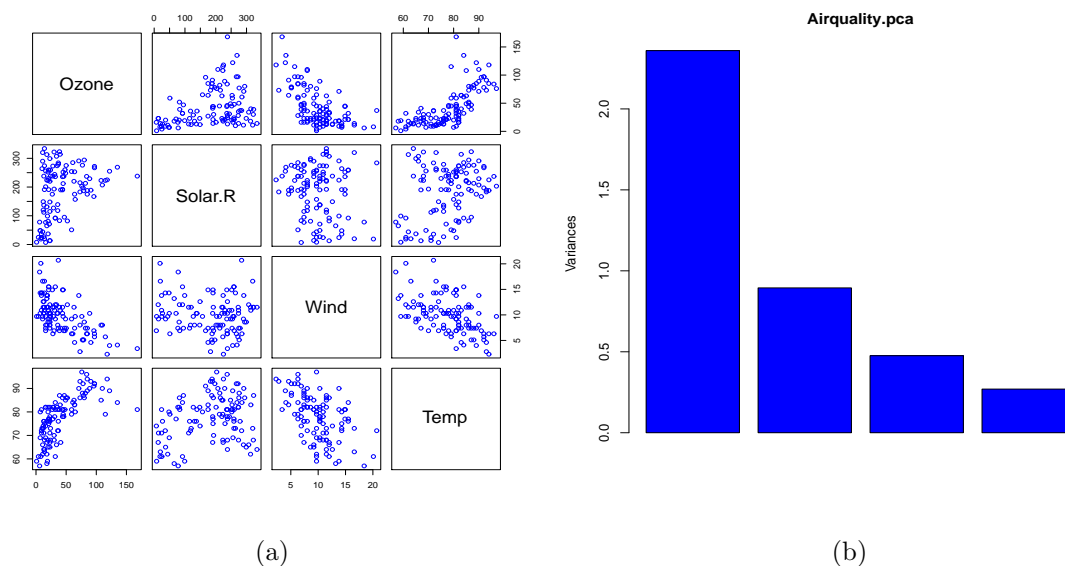 0 100 200 300
60 70 80 90
Ozone
0 50 100 150
0 100 200 300
Solar.R
Wind
5 10 15 20
60 70 80 90
Temp
0 50 100 150
5 10 15 20
(a)
Airquality.pca
Variances
0.0 0.5 1.0 1.5 2.0
(b)